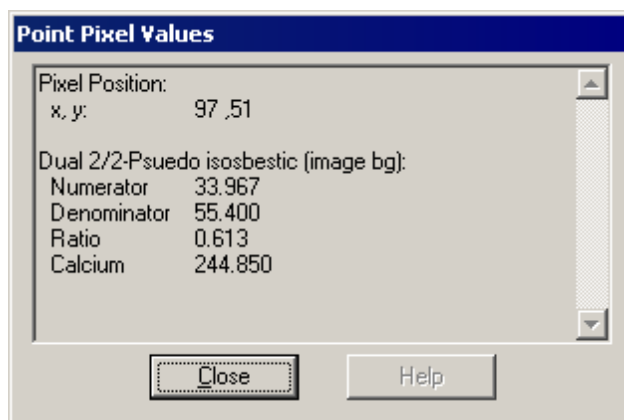 Point Pixel Values
Pixel Position:
x, y: 97 ,51
Dual 2/2-Psuedo isosbestic (image bg):
Numerator 33.967
Denominator 55.400
Ratio 0.613
Calcium 244.850
Close Help